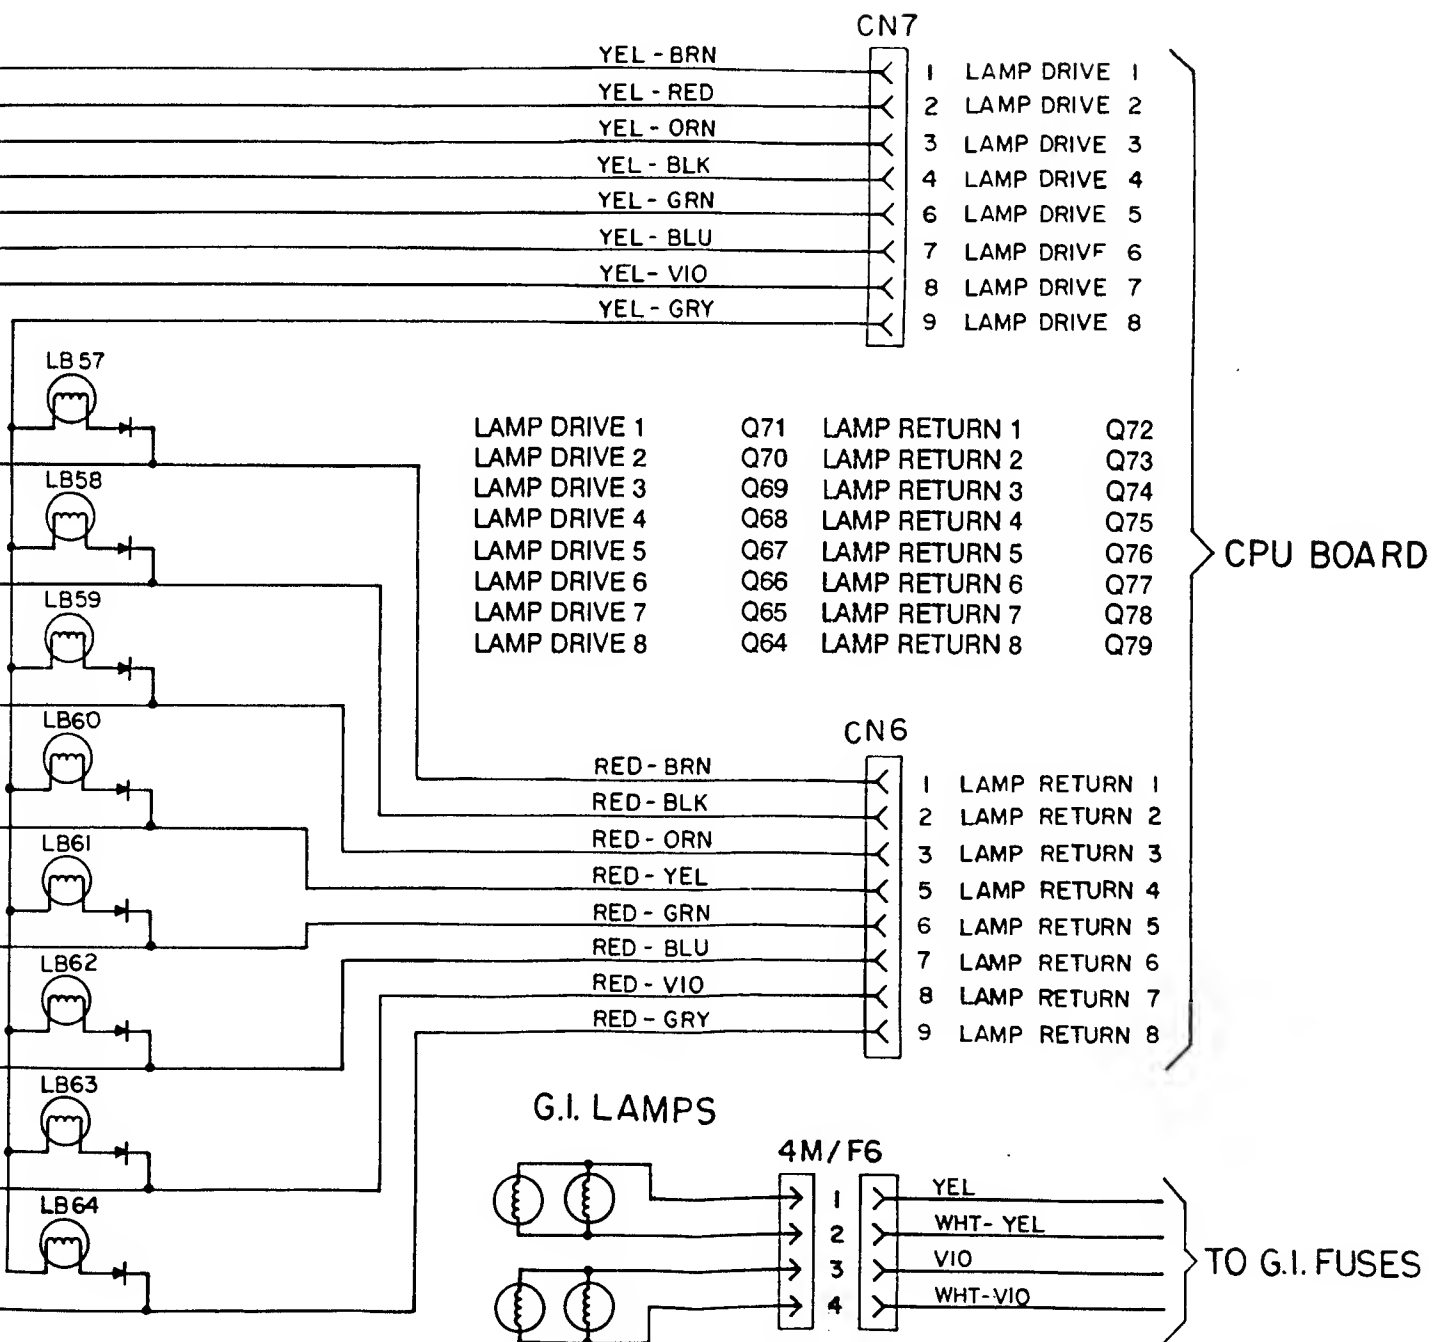 CN7
YEL - BRN 1 LAMP DRIVE 1
YEL - RED 2 LAMP DRIVE 2
YEL - ORN 3 LAMP DRIVE 3
YEL - BLK 4 LAMP DRIVE 4
YEL - GRN 6 LAMP DRIVE 5
YEL - BLU 7 LAMP DRIVE 6
YEL - VIO 8 LAMP DRIVE 7
YEL - GRY 9 LAMP DRIVE 8
LB57
LB58
LB59
LB60
LB61
LB62
LB63
LB64
LAMP DRIVE 1 Q71 LAMP RETURN 1 Q72
LAMP DRIVE 2 Q70 LAMP RETURN 2 Q73
LAMP DRIVE 3 Q69 LAMP RETURN 3 Q74
LAMP DRIVE 4 Q68 LAMP RETURN 4 Q75
LAMP DRIVE 5 Q67 LAMP RETURN 5 Q76
LAMP DRIVE 6 Q66 LAMP RETURN 6 Q77
LAMP DRIVE 7 Q65 LAMP RETURN 7 Q78
LAMP DRIVE 8 Q64 LAMP RETURN 8 Q79
CPU BOARD
CN6
RED - BRN 1 LAMP RETURN 1
RED - BLK 2 LAMP RETURN 2
RED - ORN 3 LAMP RETURN 3
RED - YEL 5 LAMP RETURN 4
RED - GRN 6 LAMP RETURN 5
RED - BLU 7 LAMP RETURN 6
RED - VIO 8 LAMP RETURN 7
RED - GRY 9 LAMP RETURN 8
G.I. LAMPS
4M/F6
1 YEL
2 WHT-YEL
3 VIO
4 WHT-VIO
TO G.I. FUSES